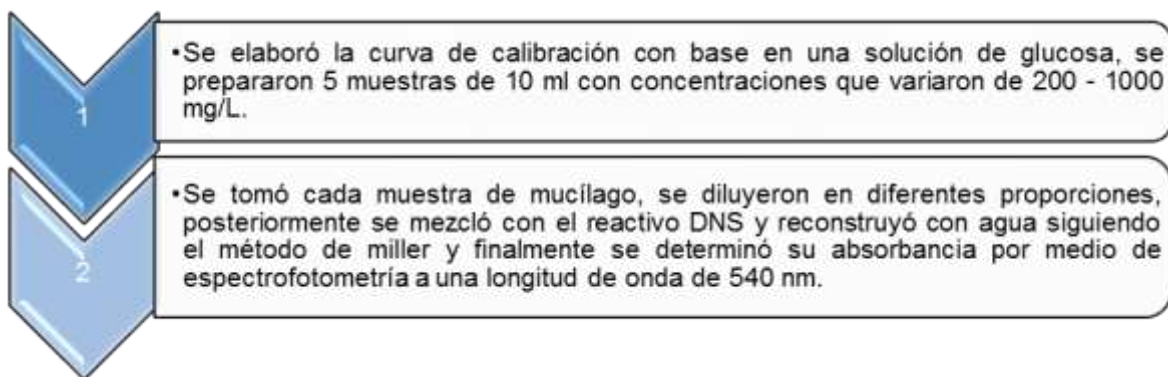 1
•Se elaboró la curva de calibración con base en una solución de glucosa, se
prepararon 5 muestras de 10 ml con concentraciones que variaron de 200 - 1000
mg/L.
2
•Se tomó cada muestra de mucílago, se diluyeron en diferentes proporciones,
posteriormente se mezcló con el reactivo DNS y reconstruyó con agua siguiendo
el método de miller y finalmente se determinó su absorbancia por medio de
espectrofotometría a una longitud de onda de 540 nm.